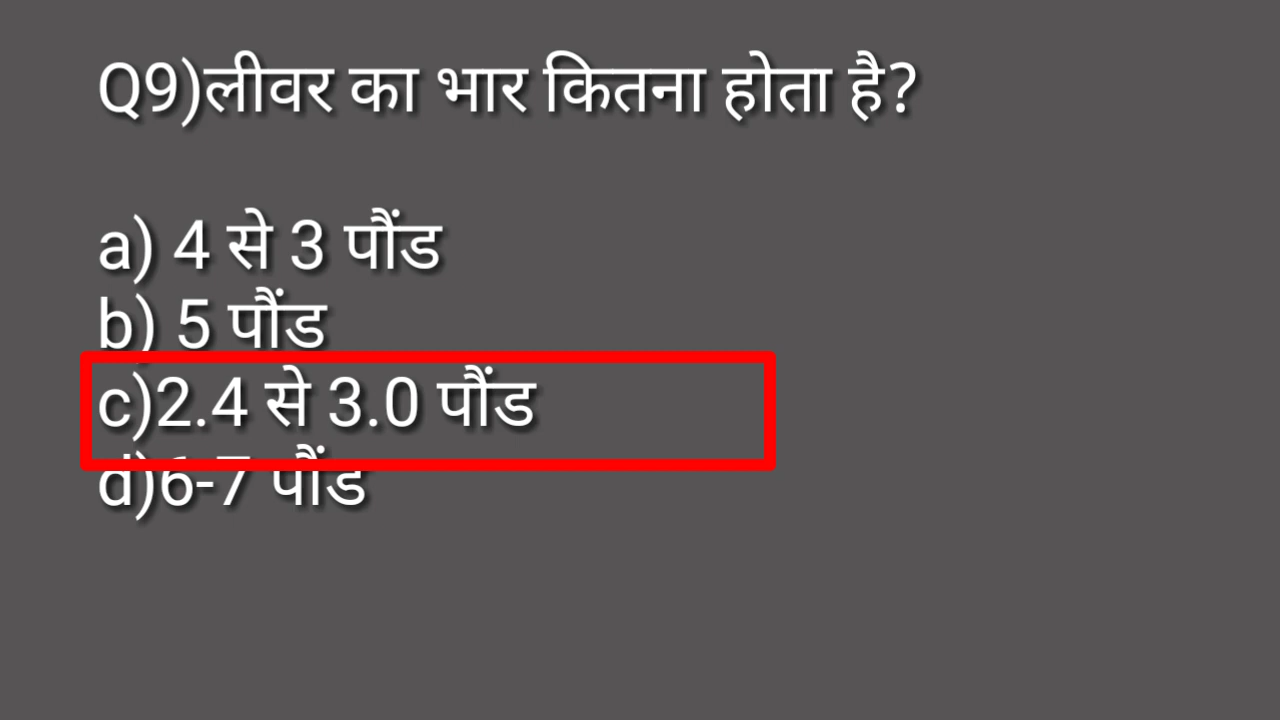 Q9)लीवर का भार कितना होता है?
a) 4 से 3 पौंड
b) 5 पौंड
c)2.4 से 3.0 पौंड
d)6-7 पौंड